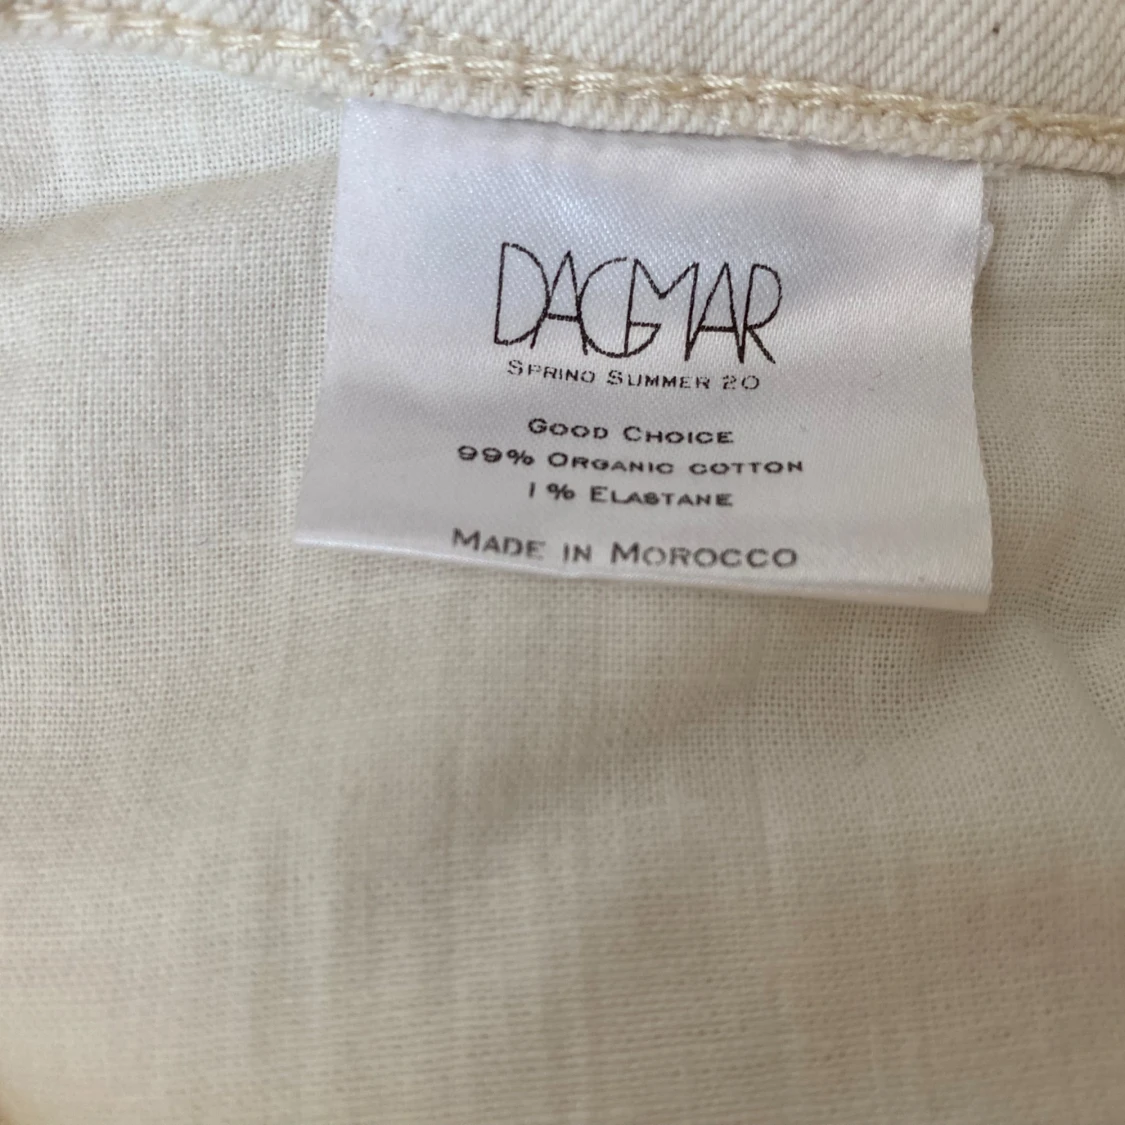 DAGMAR
SPRING SUMMER 20
GOOD CHOICE
99% ORGANIC COTTON
1% ELASTANE
MADE IN MOROCCO